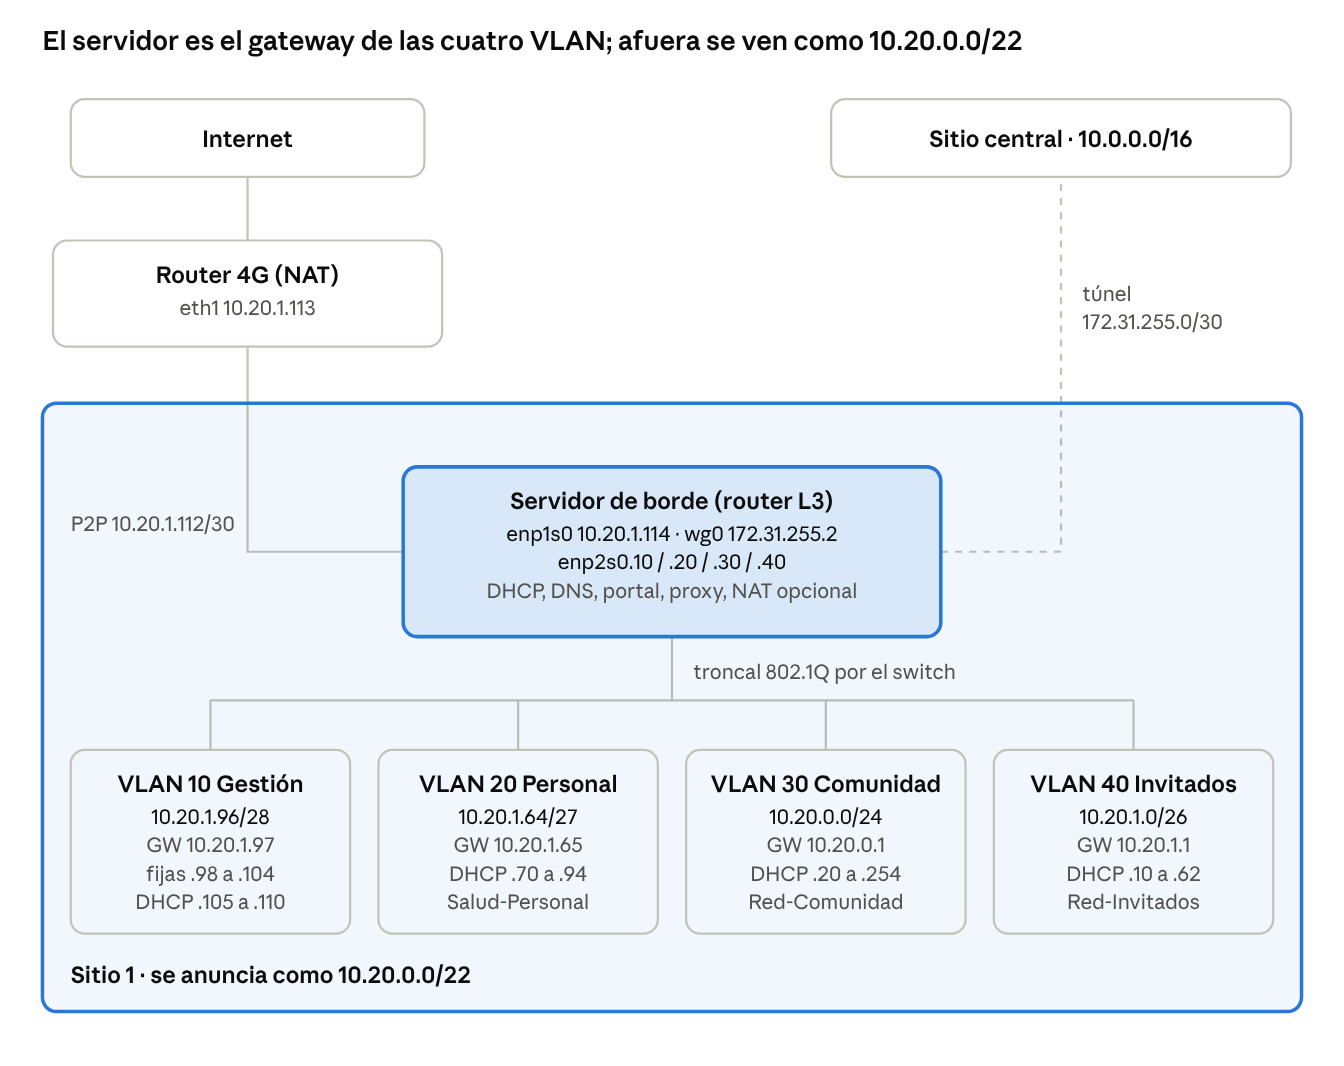 El servidor es el gateway de las cuatro VLAN; afuera se ven como 10.20.0.0/22
Internet
Sitio central · 10.0.0.0/16
Router 4G (NAT)
eth1 10.20.1.113
túnel
172.31.255.0/30
P2P 10.20.1.112/30
Servidor de borde (router L3)
enp1s0 10.20.1.114 · wg0 172.31.255.2
enp2s0.10 / .20 / .30 / .40
DHCP, DNS, portal, proxy, NAT opcional
troncal 802.1Q por el switch
VLAN 10 Gestión
10.20.1.96/28
GW 10.20.1.97
fijas .98 a .104
DHCP .105 a .110
VLAN 20 Personal
10.20.1.64/27
GW 10.20.1.65
DHCP .70 a .94
Salud-Personal
VLAN 30 Comunidad
10.20.0.0/24
GW 10.20.0.1
DHCP .20 a .254
Red-Comunidad
VLAN 40 Invitados
10.20.1.0/26
GW 10.20.1.1
DHCP .10 a .62
Red-Invitados
Sitio 1 · se anuncia como 10.20.0.0/22